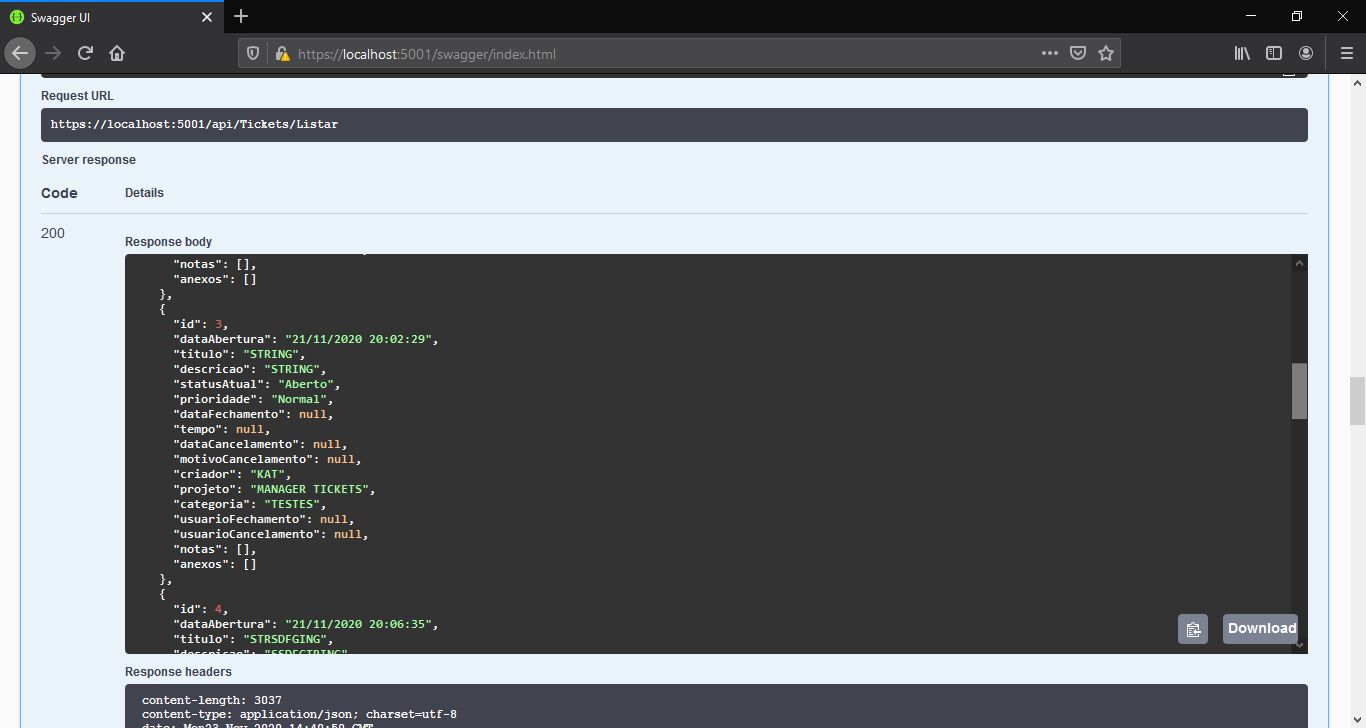 Swagger UI
https://localhost:5001/swagger/index.html
Request URL
https://localhost:5001/api/Tickets/Listar
Server response
Code Details
200
Response body
"notas": [],
"anexos": []
},
{
"id": 3,
"dataAbertura": "21/11/2020 20:02:29",
"titulo": "STRING",
"descricao": "STRING",
"statusAtual": "Aberto",
"prioridade": "Normal",
"dataFechamento": null,
"tempo": null,
"dataCancelamento": null,
"motivoCancelamento": null,
"criador": "KAT",
"projeto": "MANAGER TICKETS",
"categoria": "TESTES",
"usuarioFechamento": null,
"usuarioCancelamento": null,
"notas": [],
"anexos": []
},
{
"id": 4,
"dataAbertura": "21/11/2020 20:06:35",
"titulo": "STRSDFGING",
"descricao":
Download
Response headers
content-length: 3037
content-type: application/json; charset=utf-8